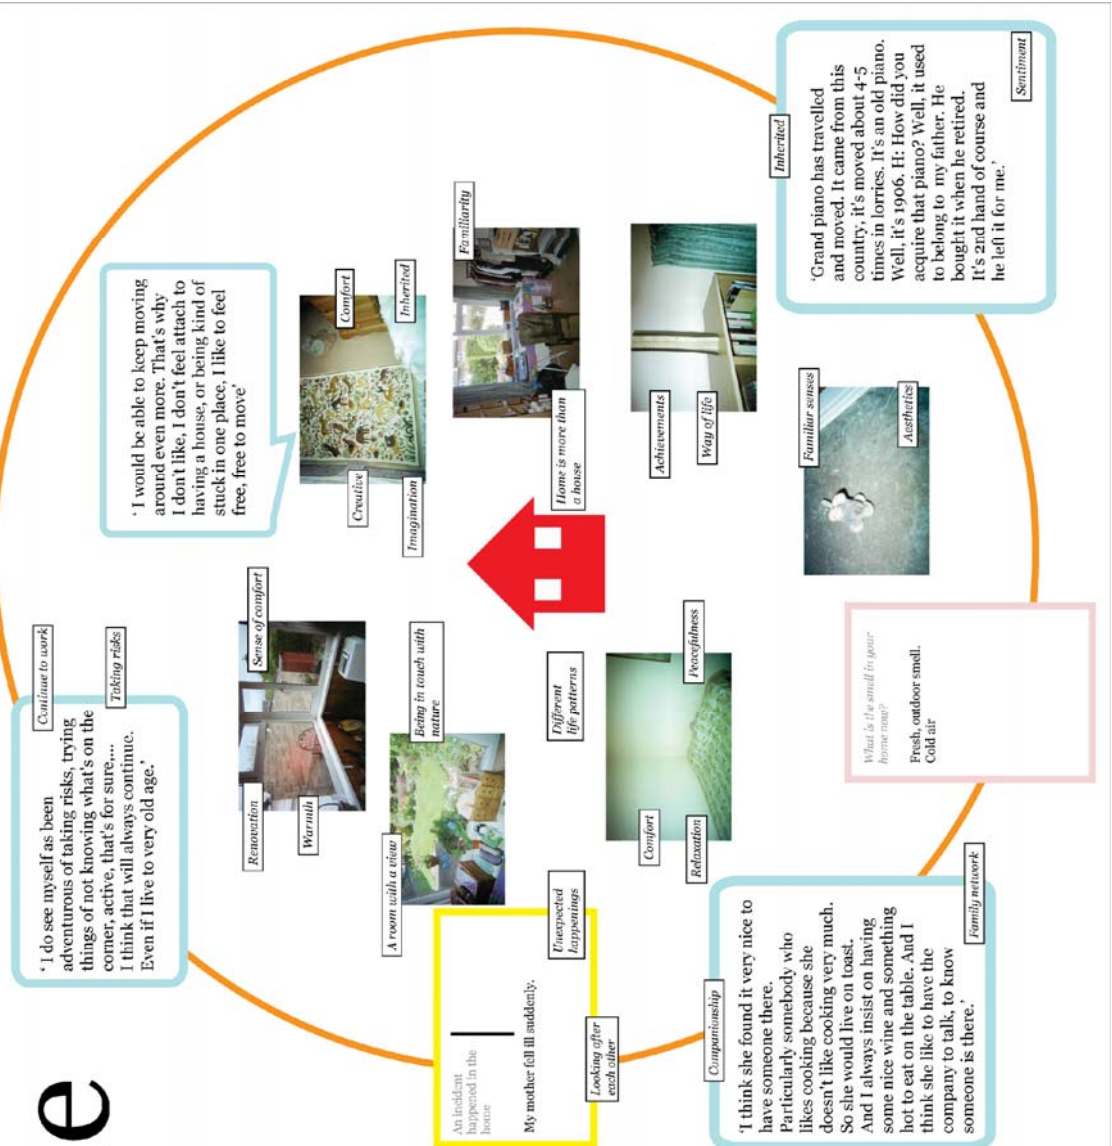 e
'I do see myself as been
adventurous of taking risks, trying
things of not knowing what's on the
corner, active, that's for sure,...
I think that will always continue.
Even if I live to very old age.'
Continue to work
Taking risks
'I would be able to keep moving
around even more. That's why
I don't like, I don't feel attach to
having a house, or being kind of
stuck in one place, I like to feel
free, free to move'
Renovation
Sense of comfort
Warmth
Creative
Comfort
Imagination
Inherited
A room with a view
Being in touch with
nature
Familiarity
Home is more than
a house
An incident
happened in the
home
My mother fell ill suddenly.
Unexpected
happenings
Looking after
each other
Different
life patterns
Comfort
Peacefulness
Relaxation
Achievements
Way of life
Companionship
'I think she found it very nice to
have someone there.
Particularly somebody who
likes cooking because she
doesn't like cooking very much.
So she would live on toast.
And I always insist on having
some nice wine and something
hot to eat on the table. And I
think she like to have the
company to talk, to know
someone is there.'
Family network
What is the smell in your
home now?
Fresh, outdoor smell.
Cold air
Familiar senses
Aesthetics
Inherited
'Grand piano has travelled
and moved. It came from this
country, it's moved about 4-5
times in lorries. It's an old piano.
Well, it's 1906. H: How did you
acquire that piano? Well, it used
to belong to my father. He
bought it when he retired.
It's 2nd hand of course and
he left it for me.'
Sentiment